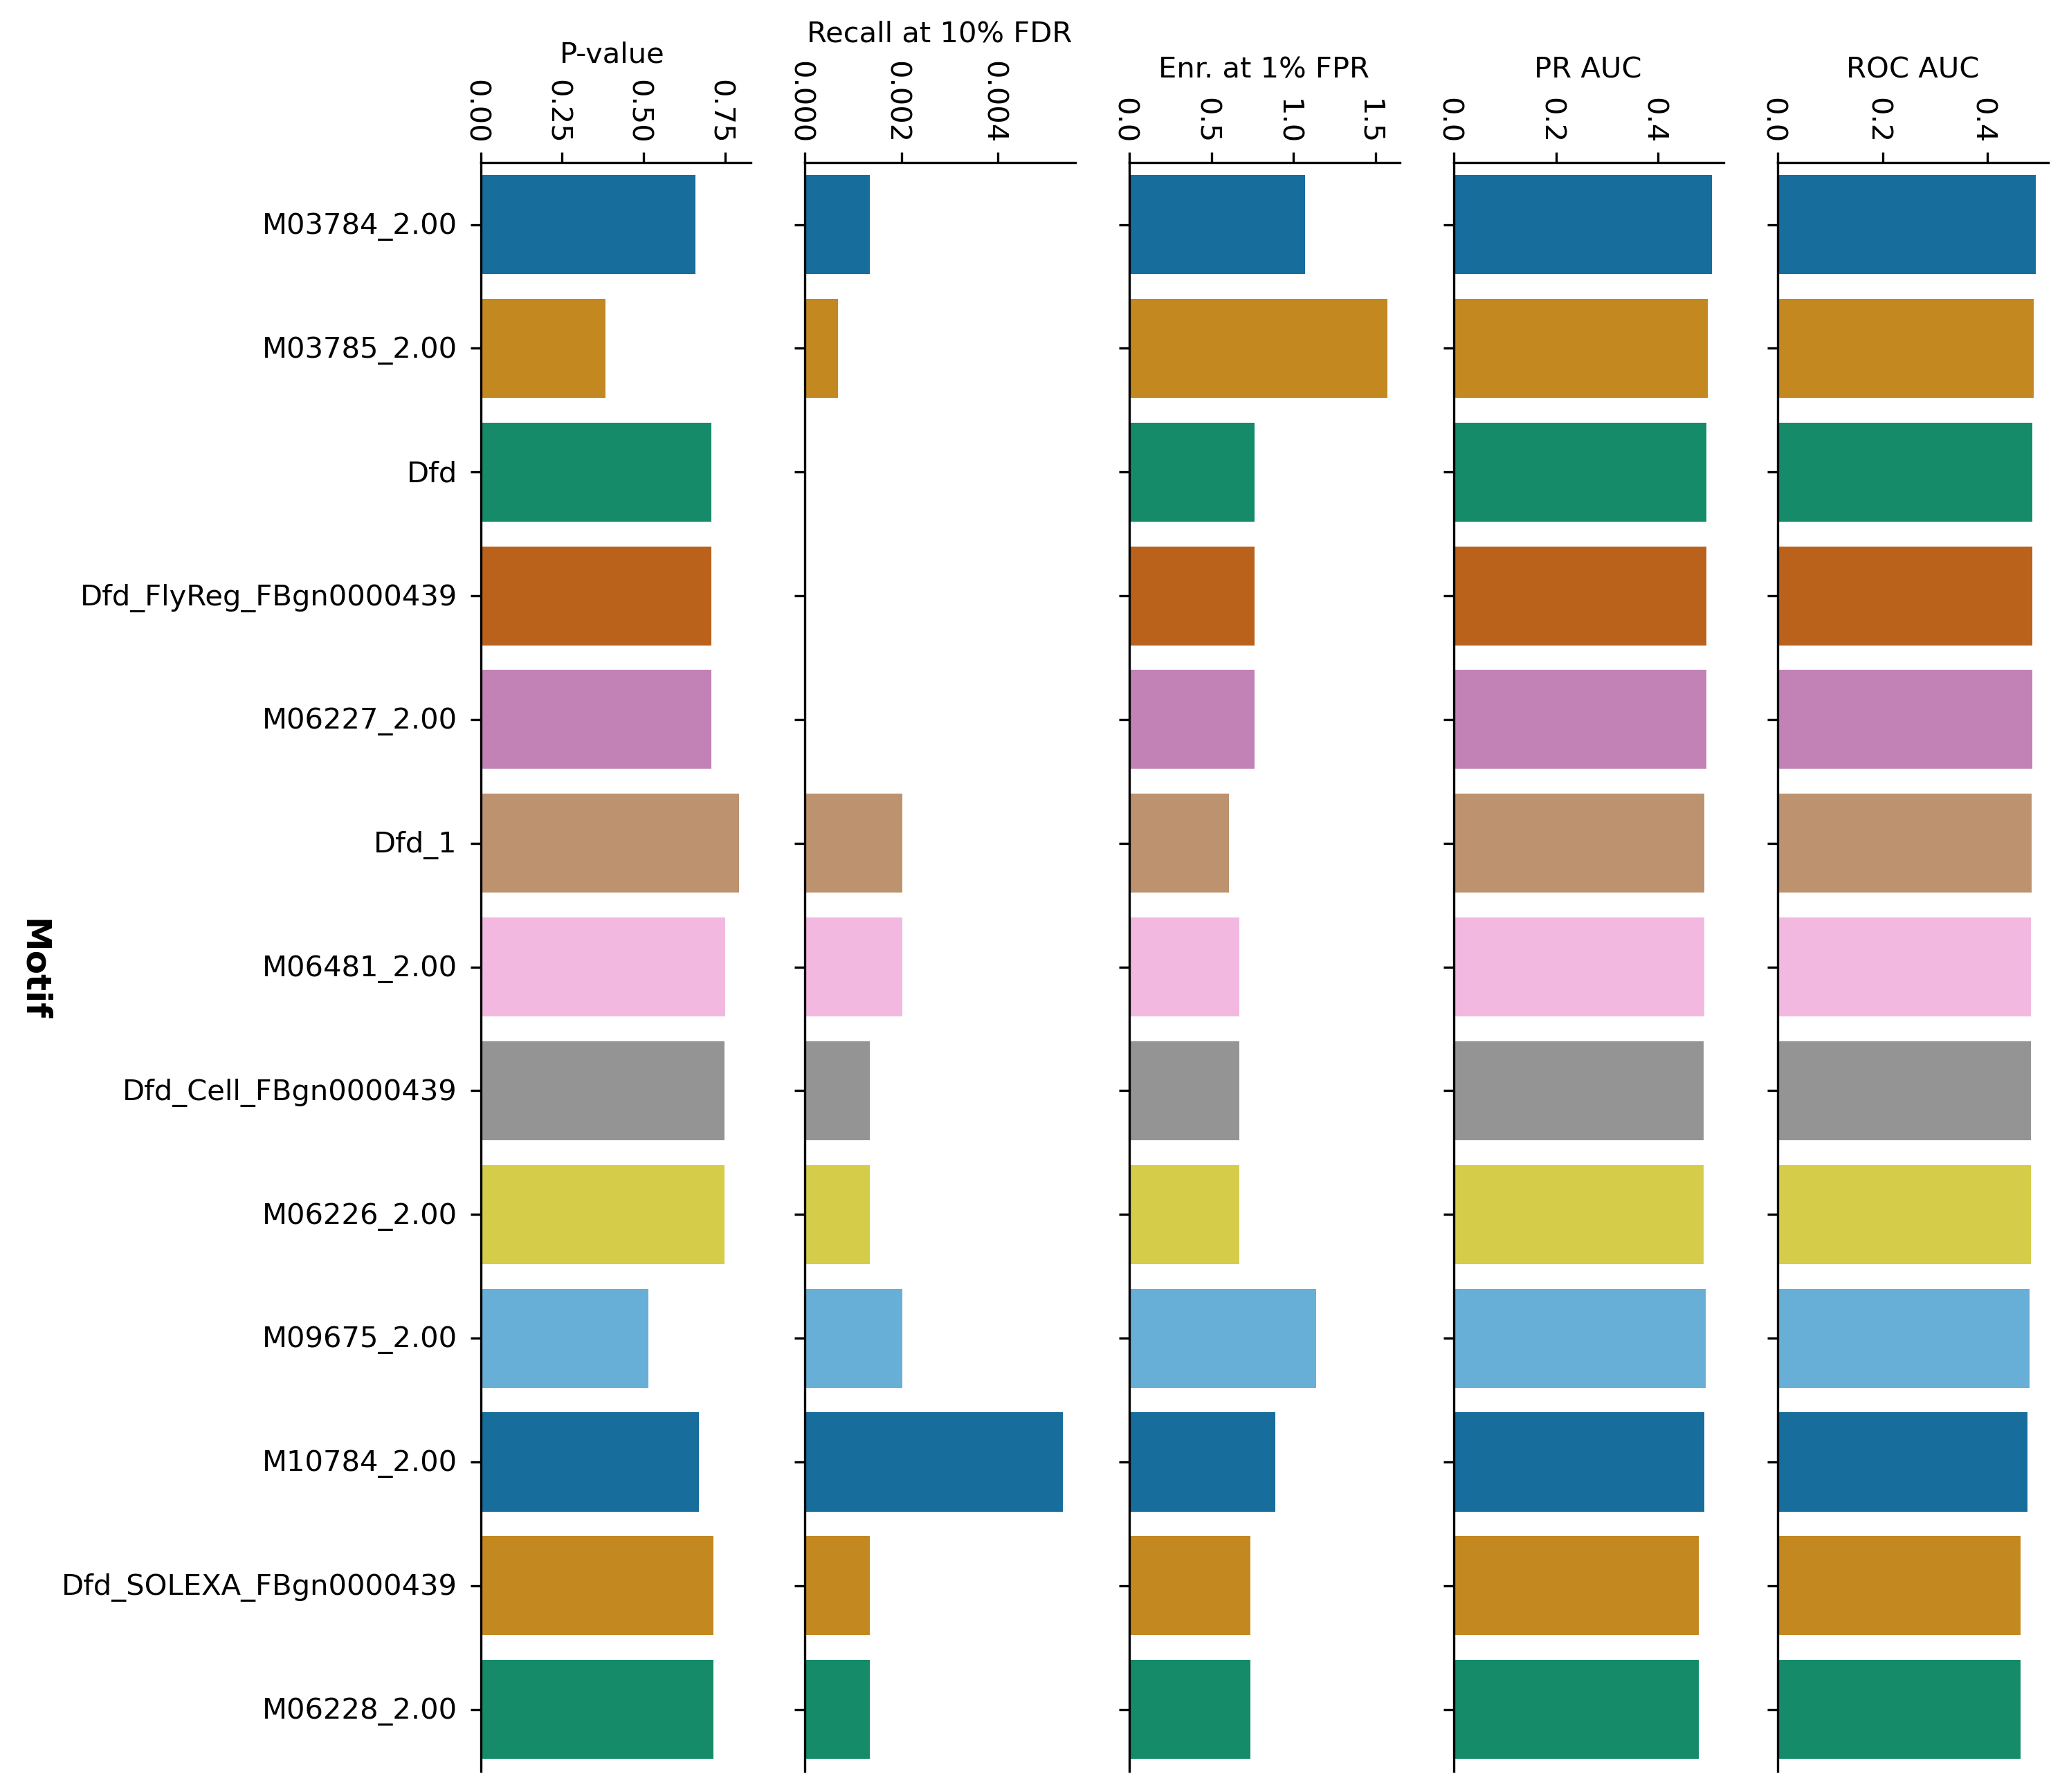 P-value
Recall at 10% FDR
Enr. at 1% FPR
PR AUC
ROC AUC
0.00 0.25 0.50 0.75
0.000 0.002 0.004
0.0 0.5 1.0 1.5
0.0 0.2 0.4
0.0 0.2 0.4
M03784_2.00
M03785_2.00
Dfd
Dfd_FlyReg_FBgn0000439
M06227_2.00
Dfd_1
M06481_2.00
Dfd_Cell_FBgn0000439
M06226_2.00
M09675_2.00
M10784_2.00
Dfd_SOLEXA_FBgn0000439
M06228_2.00
Motif